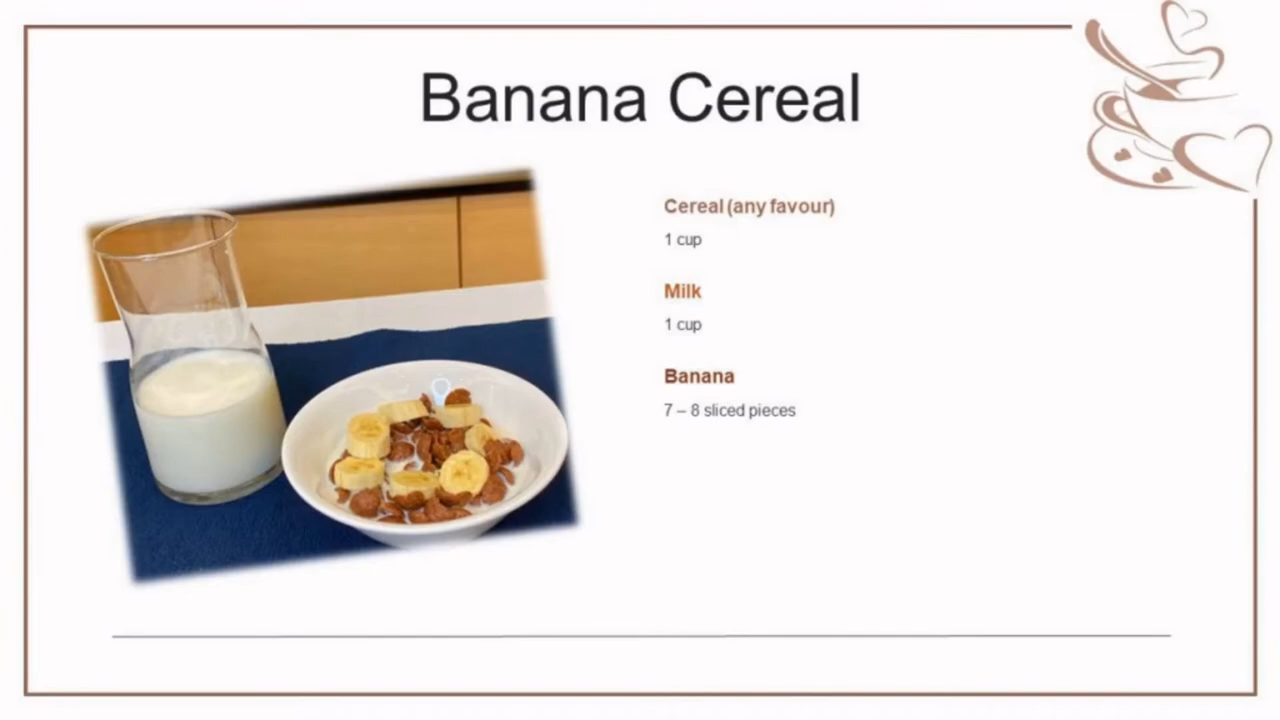 Banana Cereal
Cereal (any favour)
1 cup
Milk
1 cup
Banana
7 – 8 sliced pieces